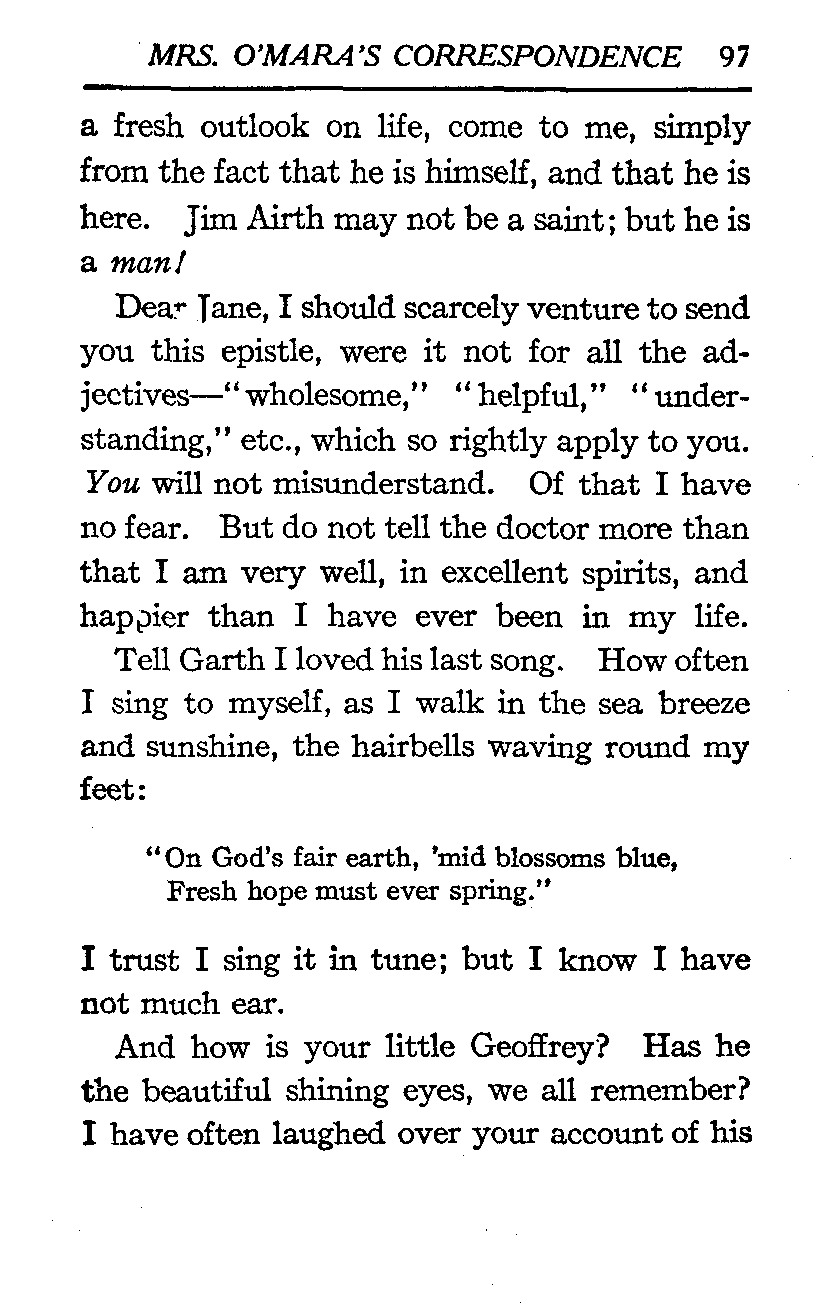 MRS. O'MARA'S CORRESPONDENCE 97
a fresh outlook on life, come to me, simply
from the fact that he is himself, and that he is
here. Jim Airth may not be a saint; but he is
a man!
Dear Jane, I should scarcely venture to send
you this epistle, were it not for all the ad-
jectives—"wholesome," "helpful," "under-
standing," etc., which so rightly apply to you.
You will not misunderstand. Of that I have
no fear. But do not tell the doctor more than
that I am very well, in excellent spirits, and
happier than I have ever been in my life.
Tell Garth I loved his last song. How often
I sing to myself, as I walk in the sea breeze
and sunshine, the hairbells waving round my
feet:
"On God's fair earth, 'mid blossoms blue,
Fresh hope must ever spring."
I trust I sing it in tune; but I know I have
not much ear.
And how is your little Geoffrey? Has he
the beautiful shining eyes, we all remember?
I have often laughed over your account of his